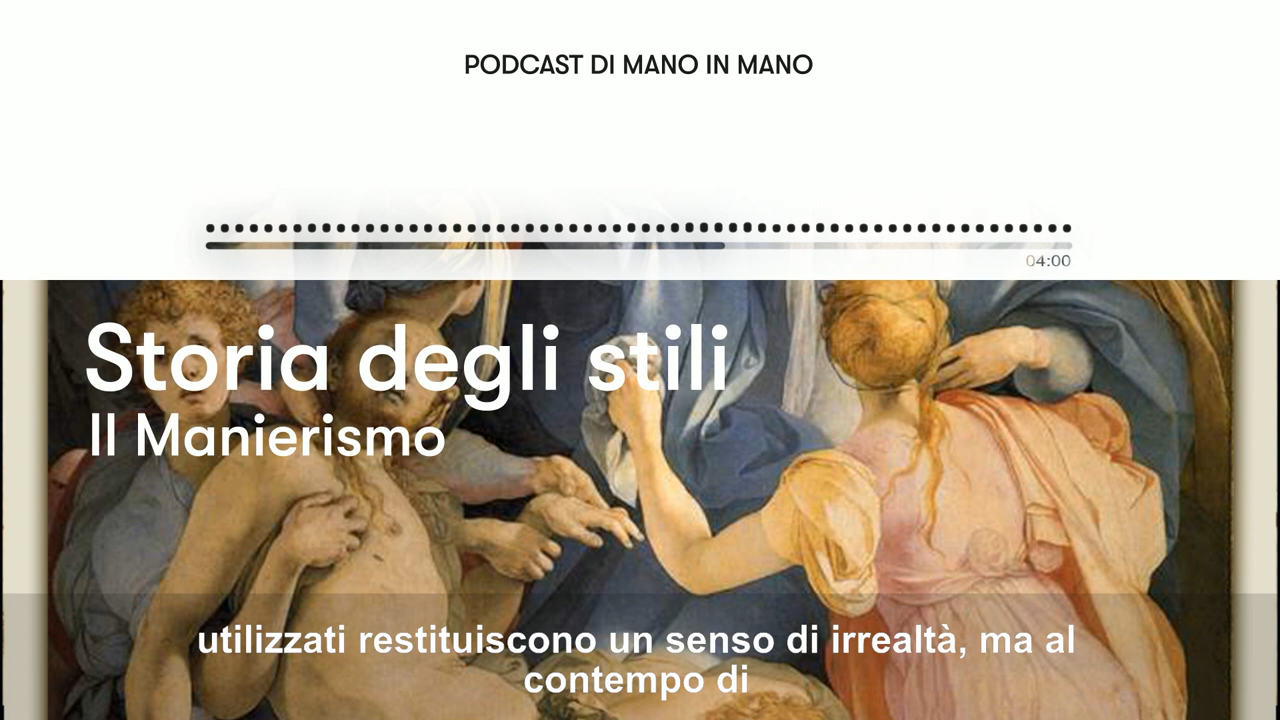 PODCAST DI MANO IN MANO
04:00
Storia degli stili
Il Manierismo
utilizzati restituiscono un senso di irrealtà, ma al
contempo di